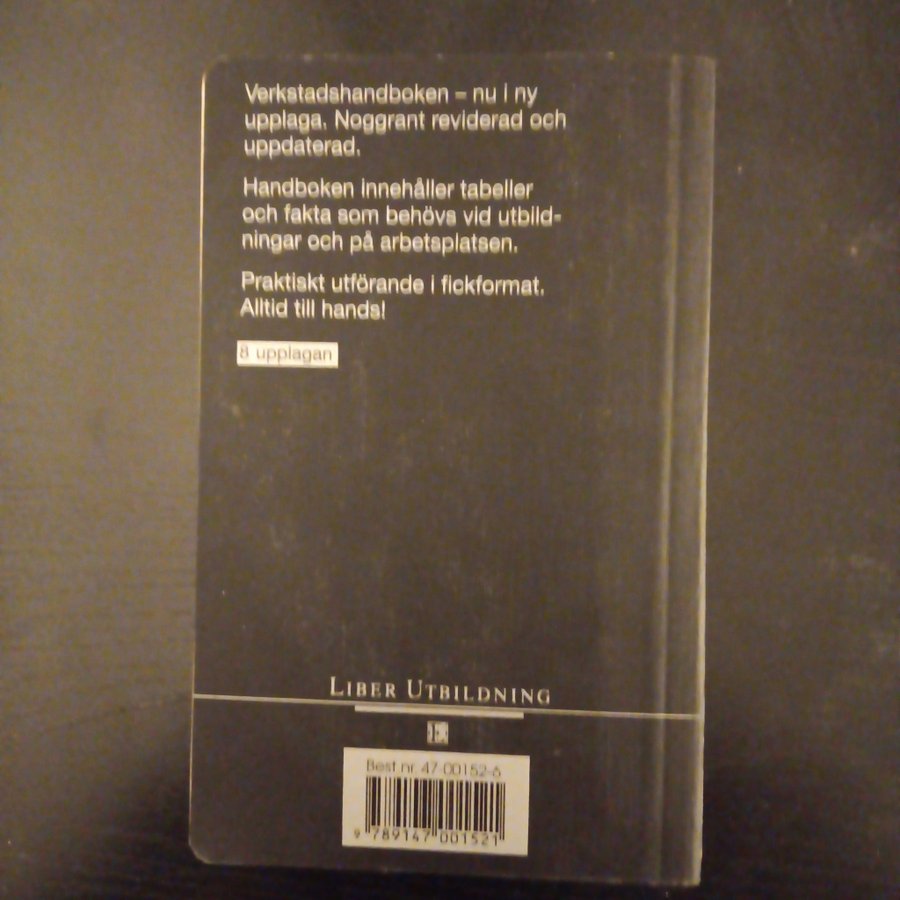 Verkstadshandboken – nu i ny
upplaga. Noggrant reviderad och
uppdaterad.
Handboken innehåller tabeller
och fakta som behövs vid utbild-
ningar och på arbetsplatsen.
Praktiskt utförande i fickformat.
Alltid till hands!
8 upplagan
LIBER UTBILDNING
E
Best.nr. 47-00152-6
9 789147 001521